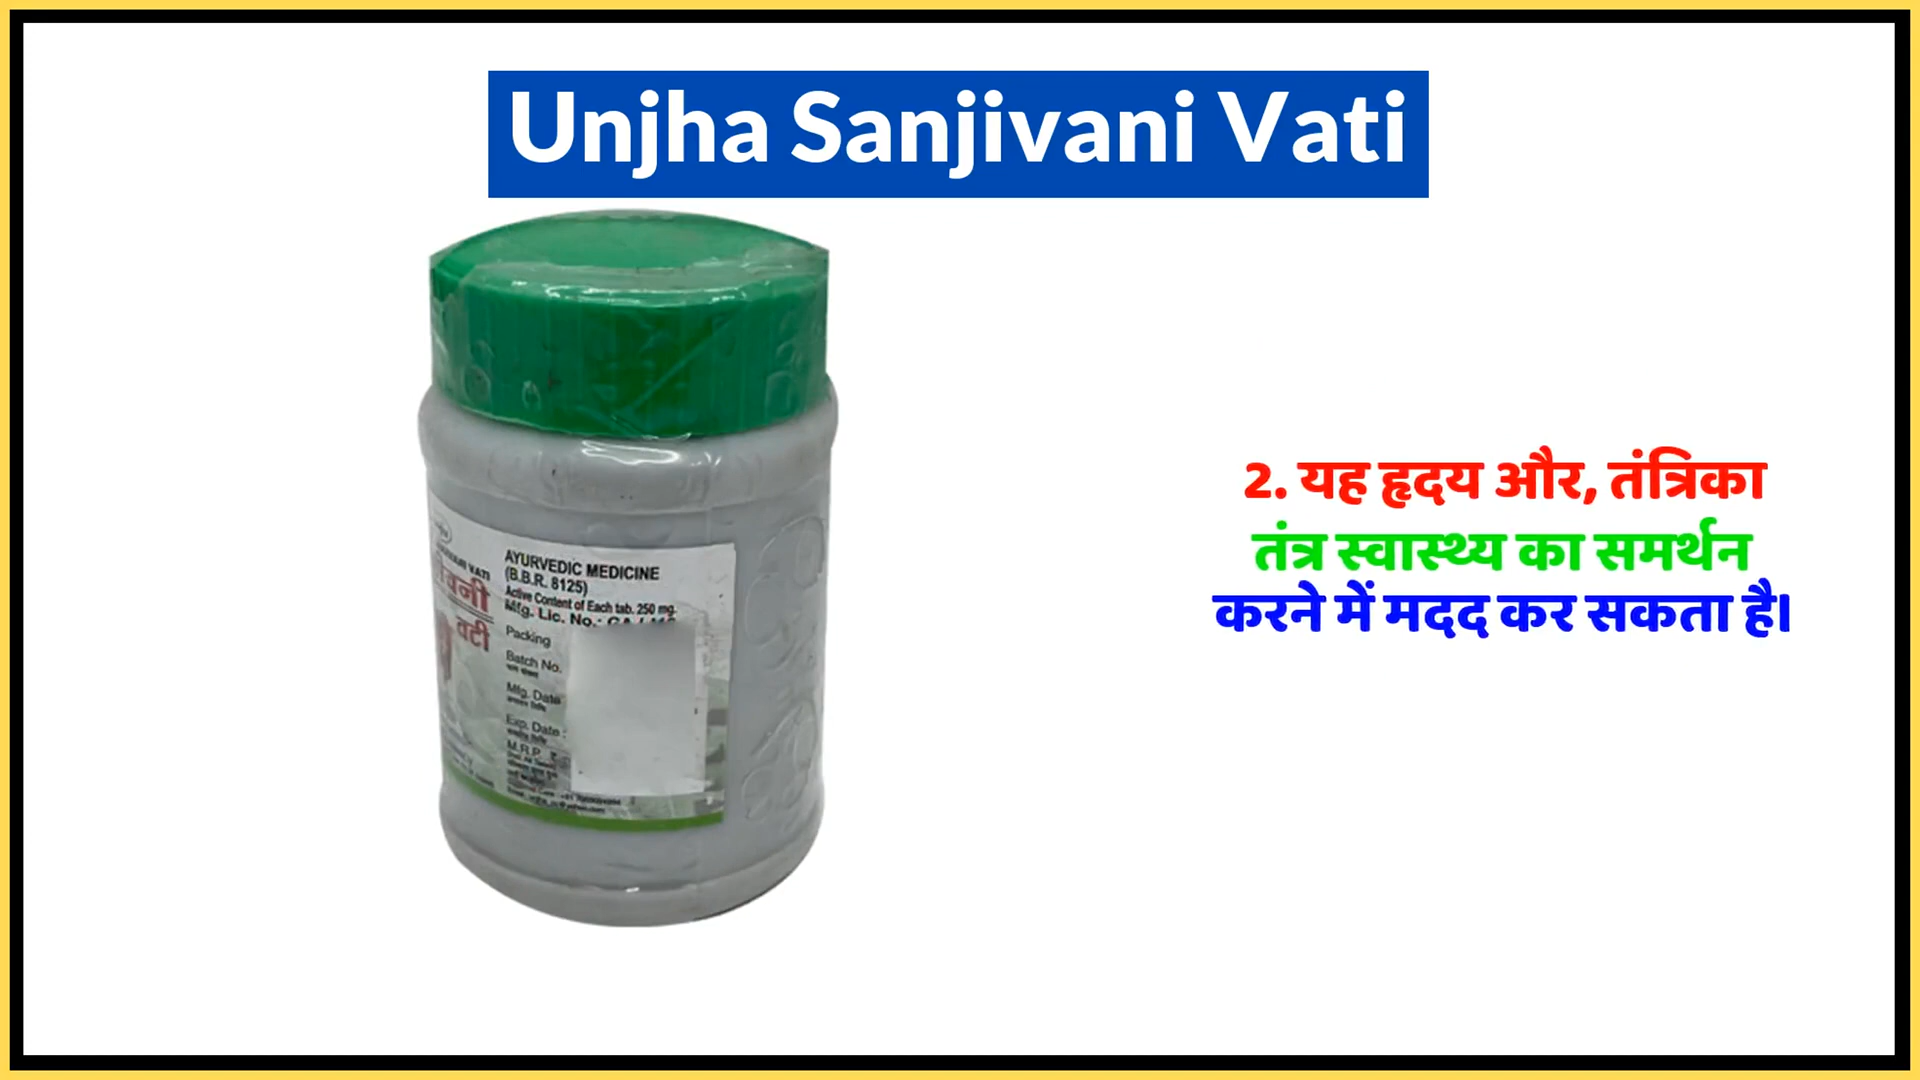 Unjha Sanjivani Vati
2. यह हृदय और, तंत्रिका
तंत्र स्वास्थ्य का समर्थन
करने में मदद कर सकता है।
वटी
AYURVEDIC MEDICINE
(B.B.R. 8125)
Active Content of Each tab. 250 mg.
Mfg. Lic. No.:
Packing
Batch No.
Mfg. Date
Exp. Date :
M.R.P. ₹